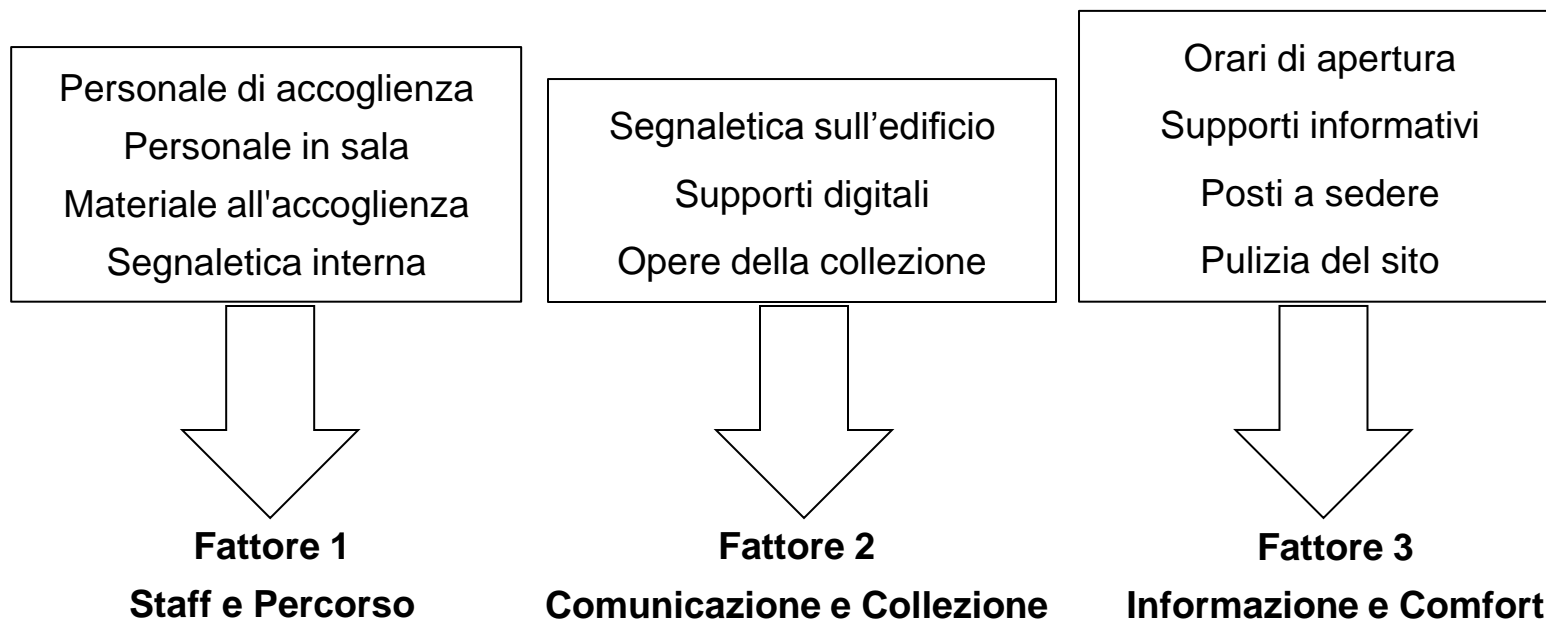 Personale di accoglienza
Personale in sala
Materiale all'accoglienza
Segnaletica interna
Segnaletica sull’edificio
Supporti digitali
Opere della collezione
Orari di apertura
Supporti informativi
Posti a sedere
Pulizia del sito
Fattore 1
Staff e Percorso
Fattore 2
Comunicazione e Collezione
Fattore 3
Informazione e Comfort